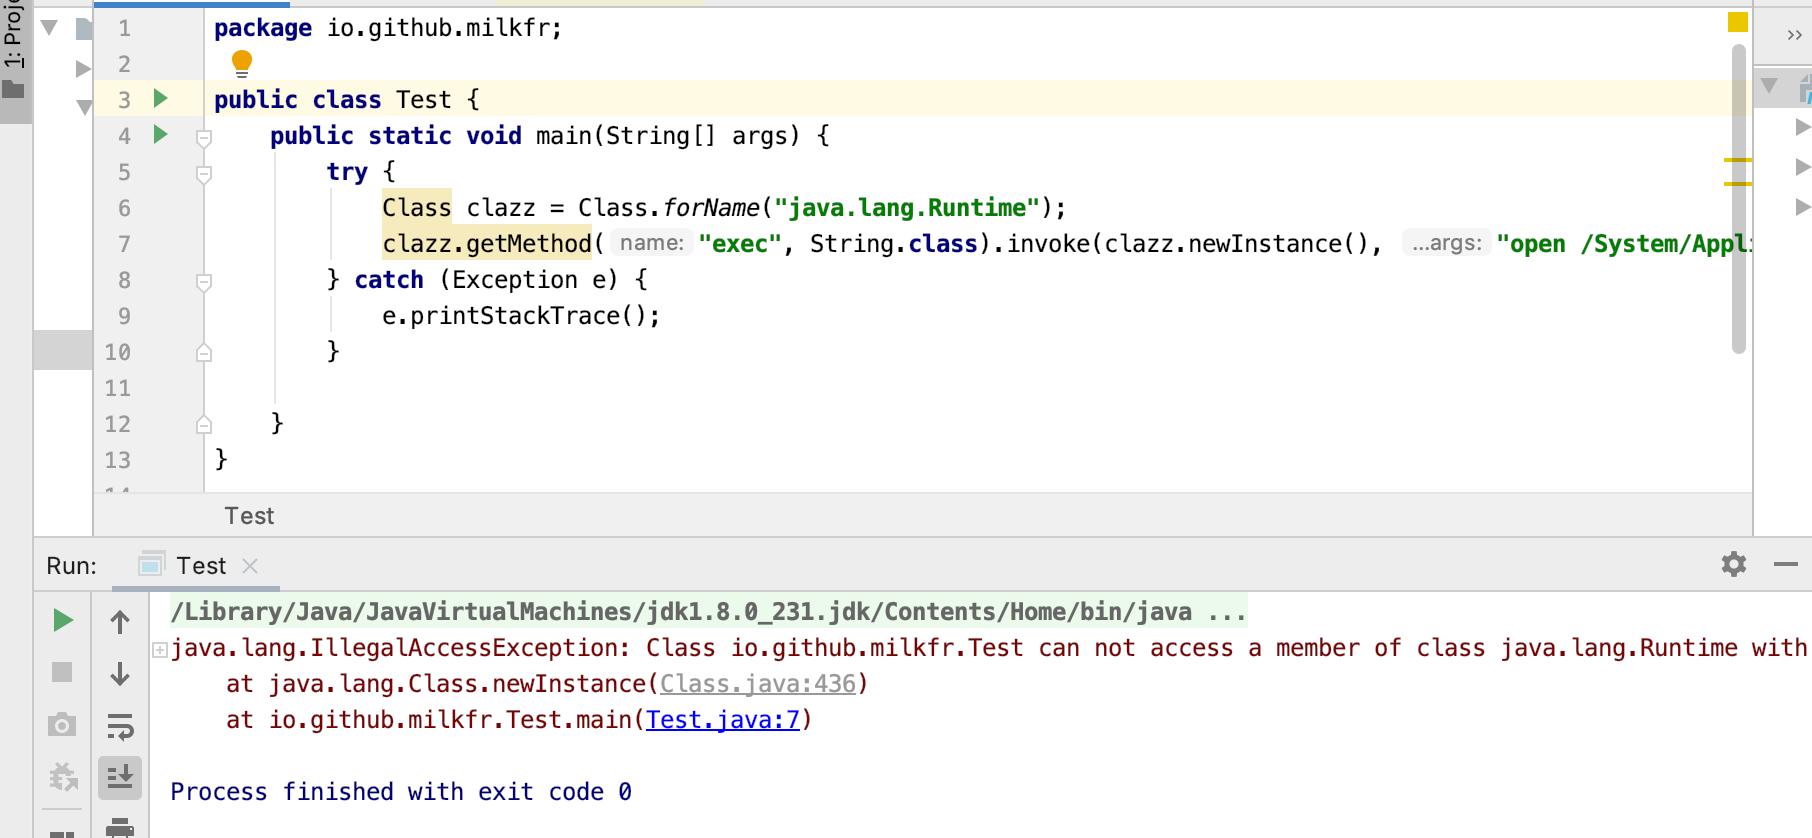 1: Proj
1 package io.github.milkfr;
2
3 public class Test {
4 public static void main(String[] args) {
5 try {
6 Class clazz = Class.forName("java.lang.Runtime");
7 clazz.getMethod( name: "exec", String.class).invoke(clazz.newInstance(), ...args: "open /System/Appl
8 } catch (Exception e) {
9 e.printStackTrace();
10 }
11
12 }
13 }
Test
Run: Test
/Library/Java/JavaVirtualMachines/jdk1.8.0_231.jdk/Contents/Home/bin/java ...
java.lang.IllegalAccessException: Class io.github.milkfr.Test can not access a member of class java.lang.Runtime with
at java.lang.Class.newInstance(Class.java:436)
at io.github.milkfr.Test.main(Test.java:7)
Process finished with exit code 0